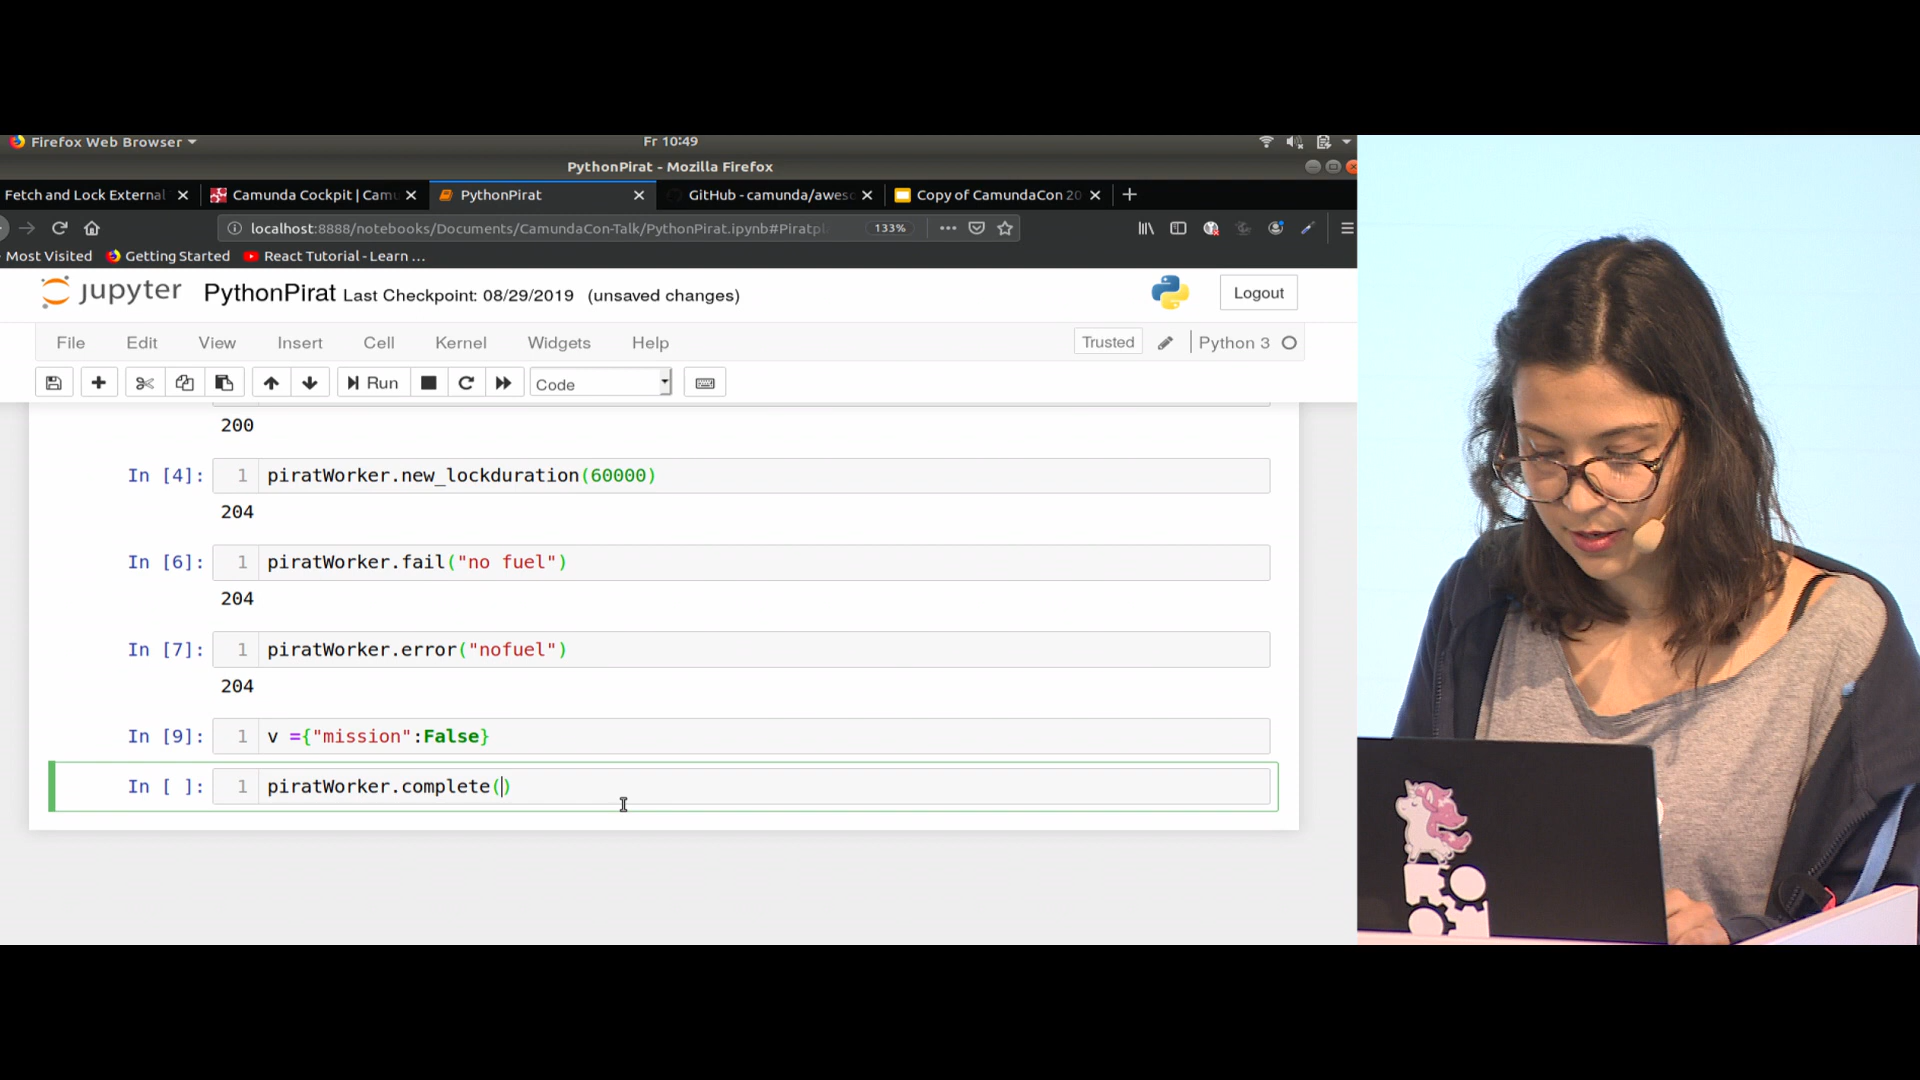 Firefox Web Browser
Fr 10:49
PythonPirat - Mozilla Firefox
Fetch and Lock External
Camunda Cockpit | Camu
PythonPirat
GitHub - camunda/aweso
Copy of CamundaCon 20
localhost:8888/notebooks/Documents/CamundaCon-Talk/PythonPirat.ipynb#Piratpl
133%
Most Visited
Getting Started
React Tutorial - Learn ...
jupyter
PythonPirat Last Checkpoint: 08/29/2019 (unsaved changes)
Logout
File
Edit
View
Insert
Cell
Kernel
Widgets
Help
Trusted
Python 3
Run
Code
200
In [4]: 1 piratWorker.new_lockduration(60000)
204
In [6]: 1 piratWorker.fail("no fuel")
204
In [7]: 1 piratWorker.error("nofuel")
204
In [9]: 1 v ={"mission":False}
In [ ]: 1 piratWorker.complete()